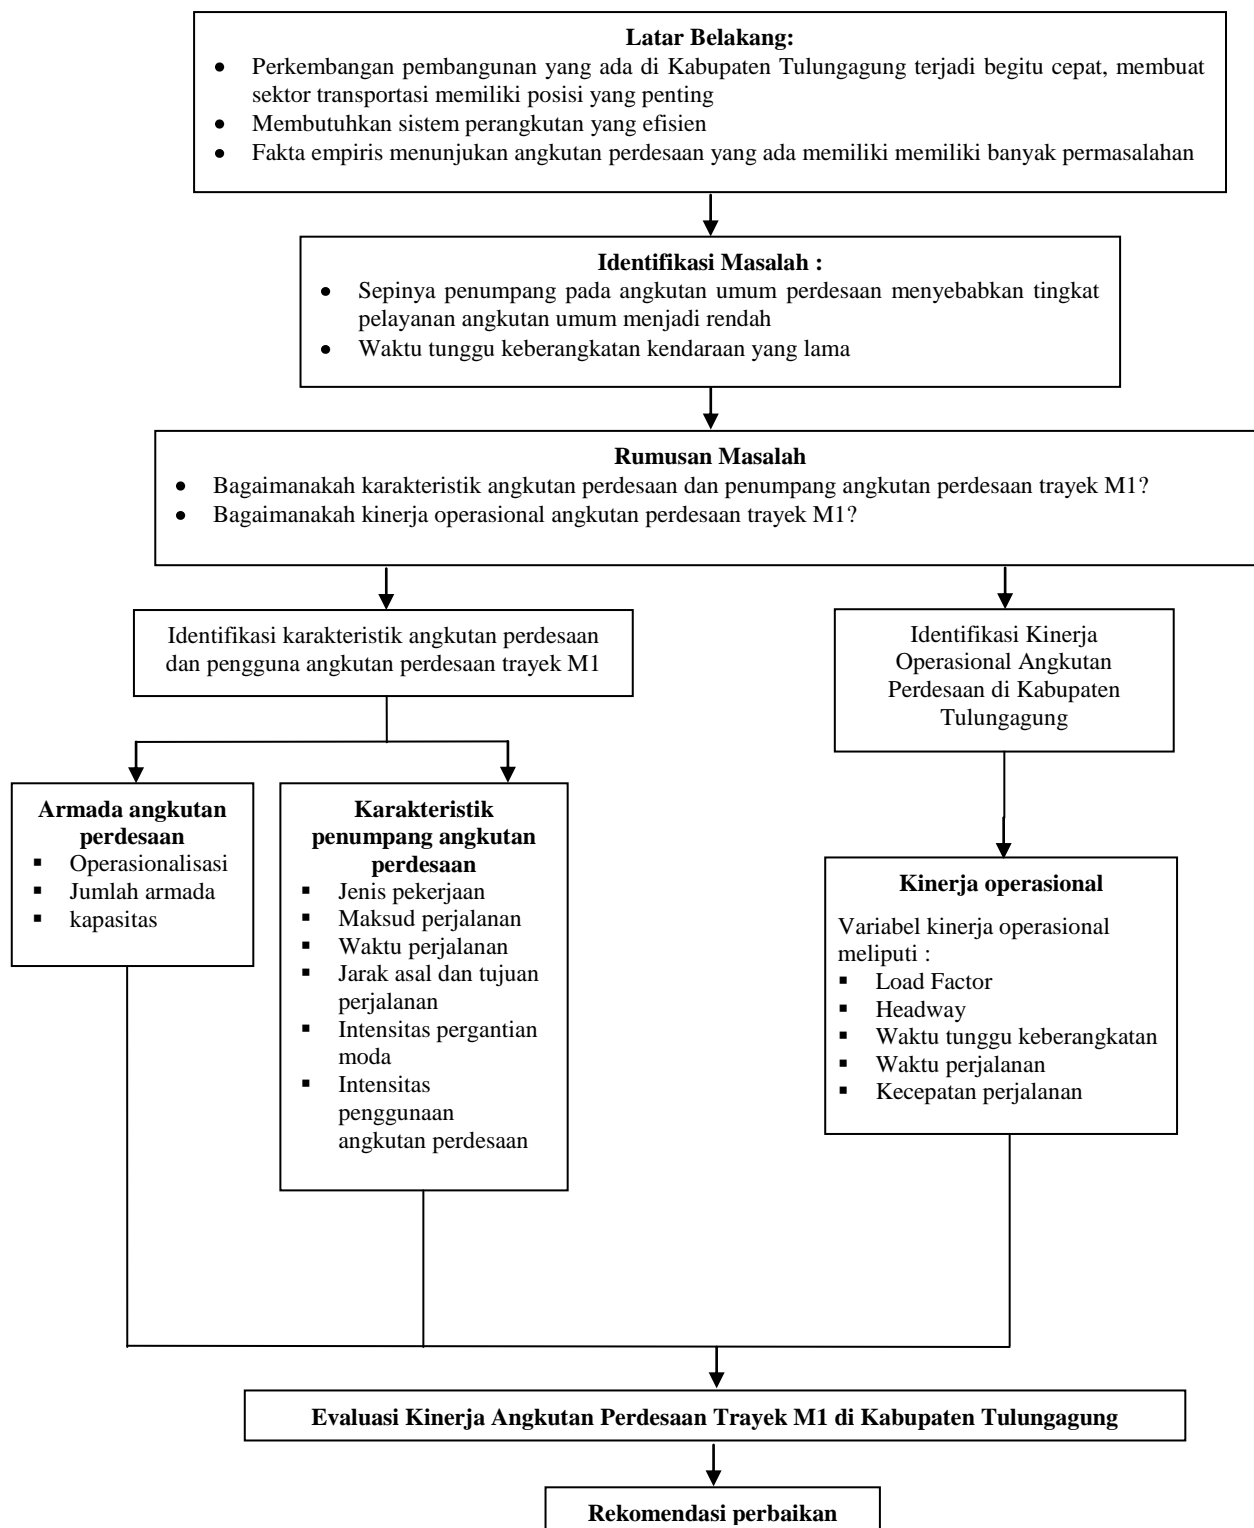 Latar Belakang:
• Perkembangan pembangunan yang ada di Kabupaten Tulungagung terjadi begitu cepat, membuat
sektor transportasi memiliki posisi yang penting
• Membutuhkan sistem perangkutan yang efisien
• Fakta empiris menunjukan angkutan perdesaan yang ada memiliki memiliki banyak permasalahan
Identifikasi Masalah :
• Sepinya penumpang pada angkutan umum perdesaan menyebabkan tingkat
pelayanan angkutan umum menjadi rendah
• Waktu tunggu keberangkatan kendaraan yang lama
Rumusan Masalah
• Bagaimanakah karakteristik angkutan perdesaan dan penumpang angkutan perdesaan trayek M1?
• Bagaimanakah kinerja operasional angkutan perdesaan trayek M1?
Identifikasi karakteristik angkutan perdesaan
dan pengguna angkutan perdesaan trayek M1
Identifikasi Kinerja
Operasional Angkutan
Perdesaan di Kabupaten
Tulungagung
Armada angkutan
perdesaan
▪ Operasionalisasi
▪ Jumlah armada
▪ kapasitas
Karakteristik
penumpang angkutan
perdesaan
▪ Jenis pekerjaan
▪ Maksud perjalanan
▪ Waktu perjalanan
▪ Jarak asal dan tujuan
perjalanan
▪ Intensitas pergantian
moda
▪ Intensitas
penggunaan
angkutan perdesaan
Kinerja operasional
Variabel kinerja operasional
meliputi :
▪ Load Factor
▪ Headway
▪ Waktu tunggu keberangkatan
▪ Waktu perjalanan
▪ Kecepatan perjalanan
Evaluasi Kinerja Angkutan Perdesaan Trayek M1 di Kabupaten Tulungagung
Rekomendasi perbaikan